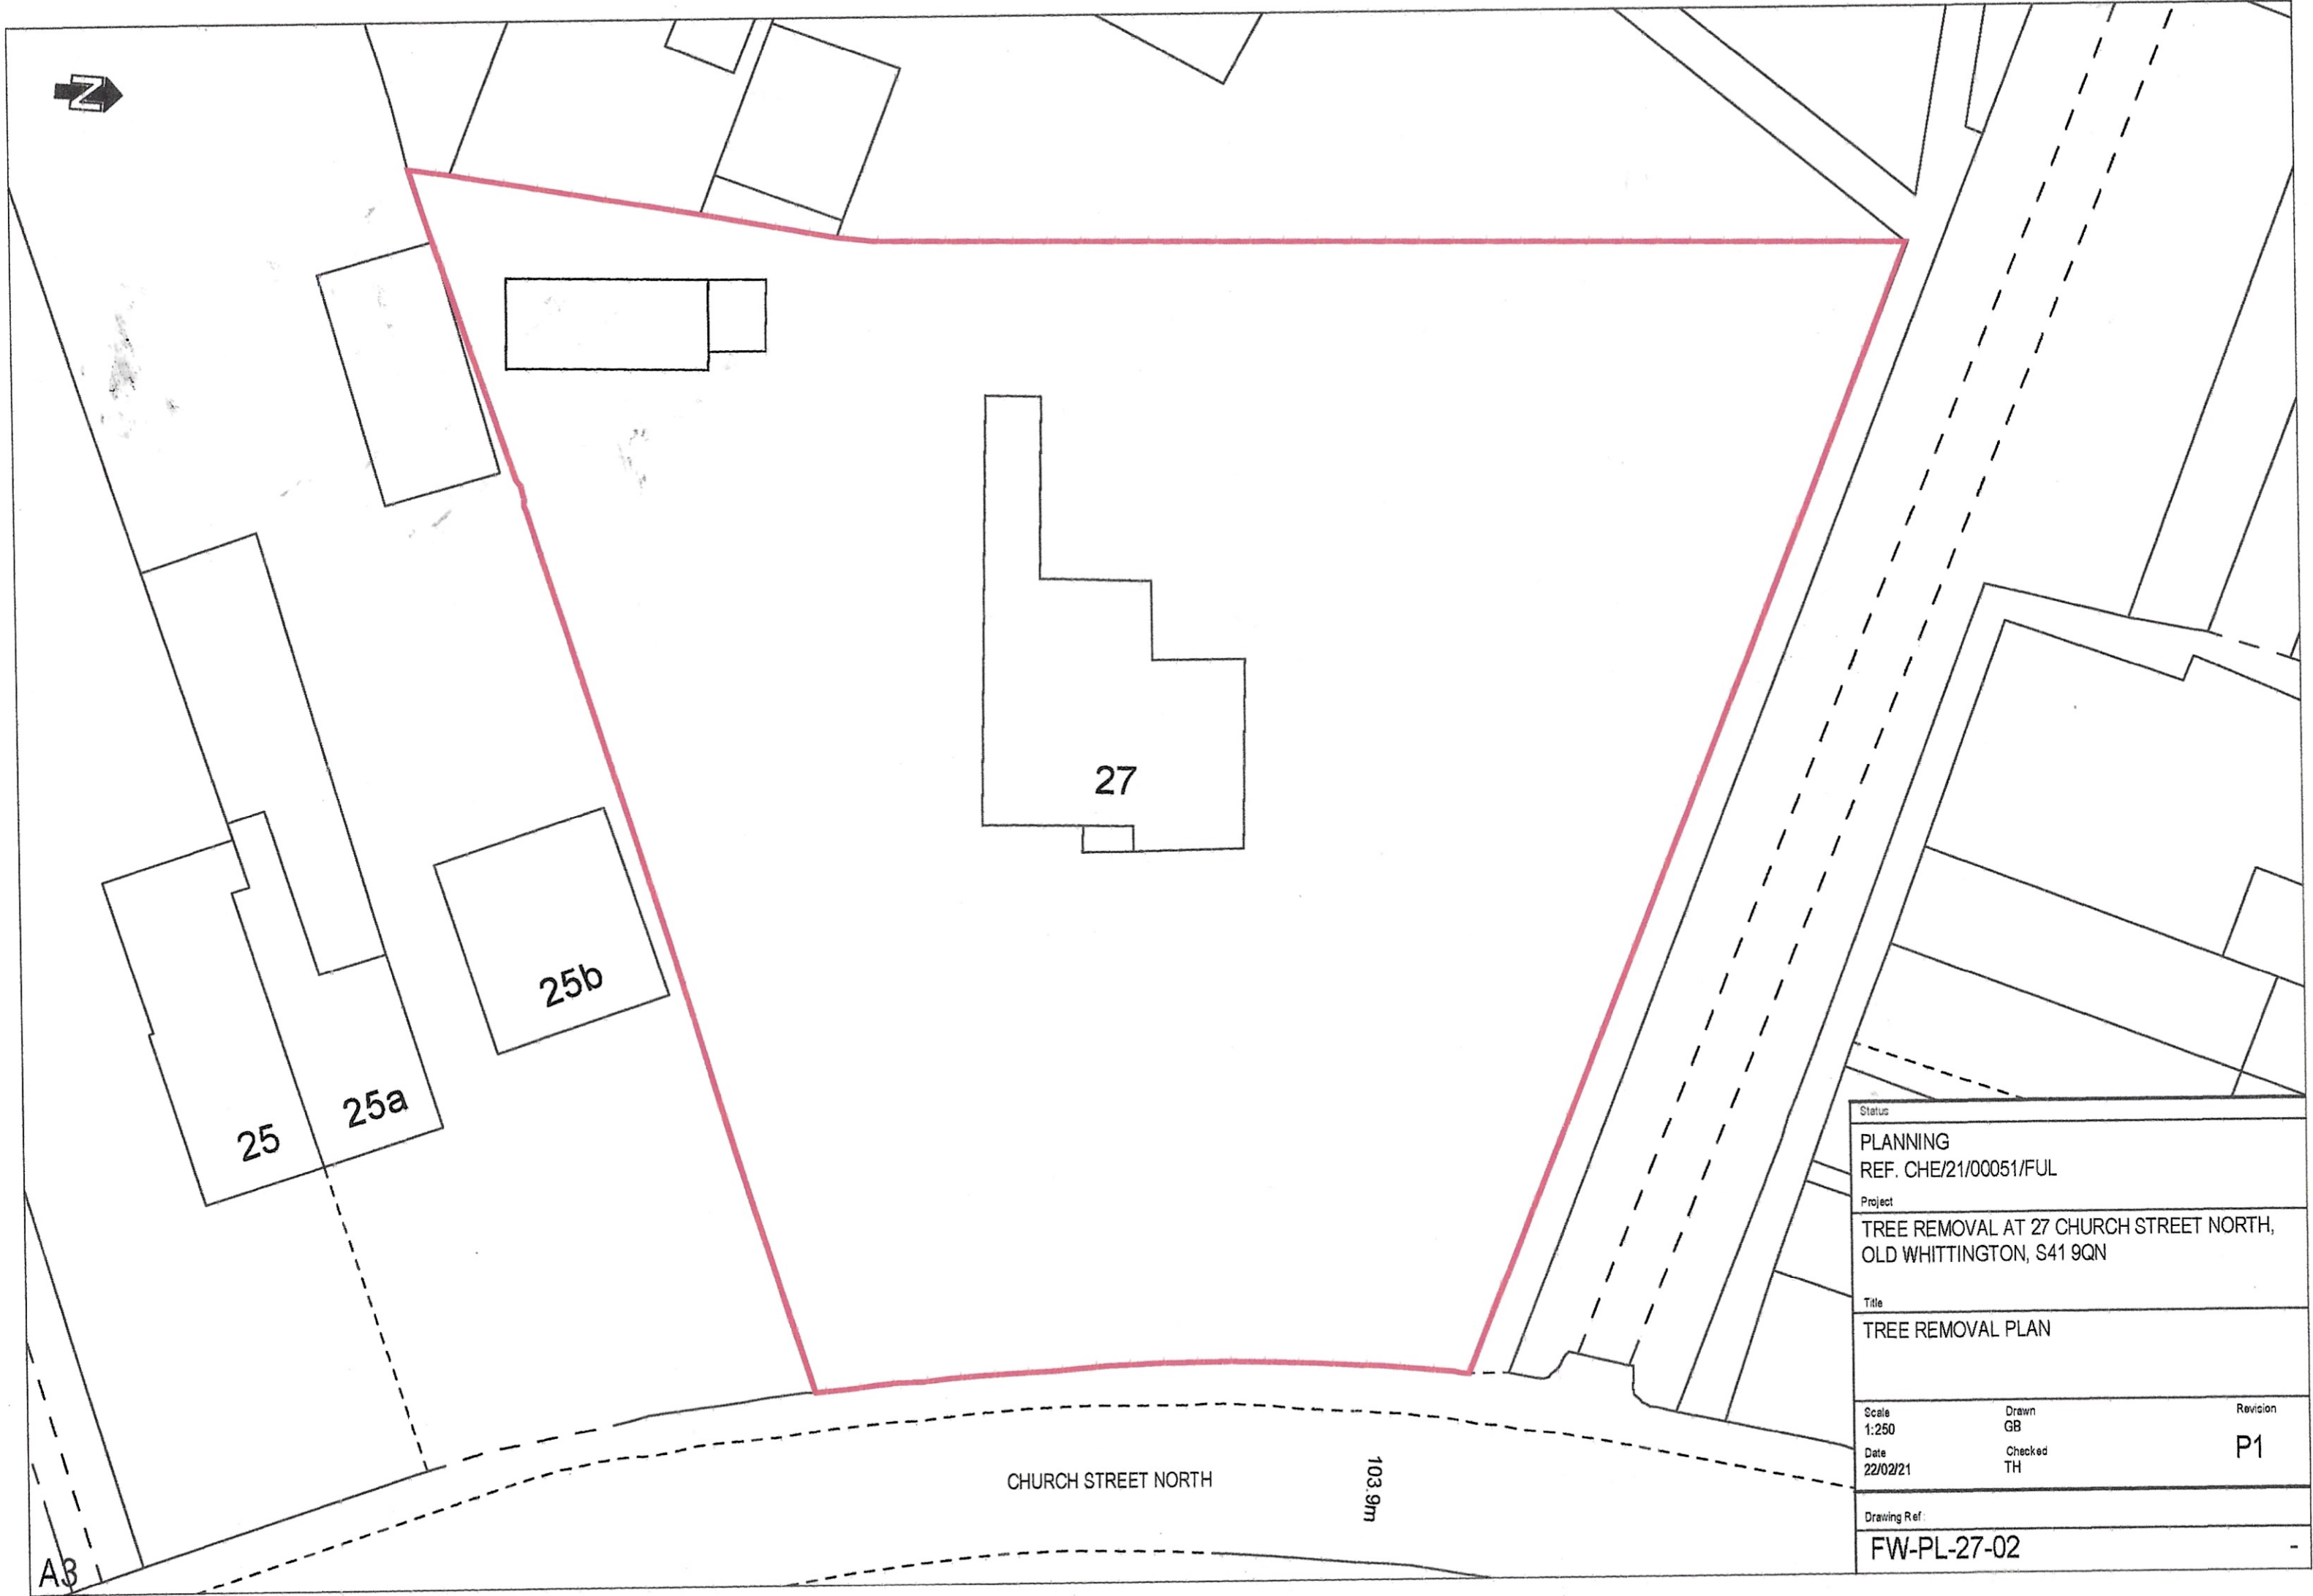 N
27
25b
25a
25
CHURCH STREET NORTH
103.9m
A3
Status
PLANNING
REF. CHE/21/00051/FUL
Project
TREE REMOVAL AT 27 CHURCH STREET NORTH,
OLD WHITTINGTON, S41 9QN
Title
TREE REMOVAL PLAN
Scale Drawn Revision
1:250 GB
Date Checked P1
22/02/21 TH
Drawing Ref:
FW-PL-27-02 -